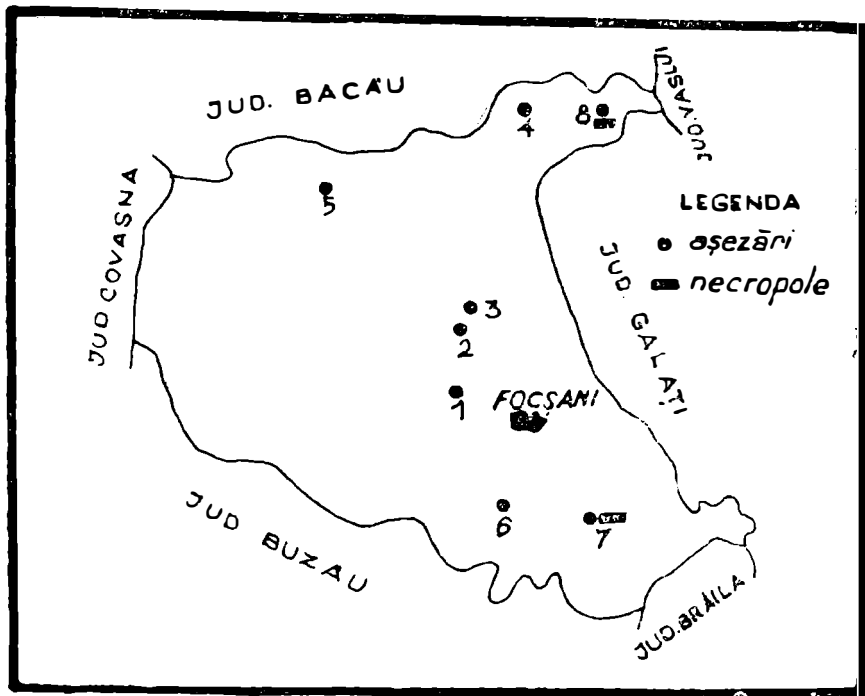 JUD. BACĂU
JUD. VASLUI
4
8
5
JUD COVASNA
LEGENDA
așezări
necropole
JUD. GALAȚI
3
2
1
FOCȘANI
6
7
JUD BUZĂU
JUD. BRĂILA